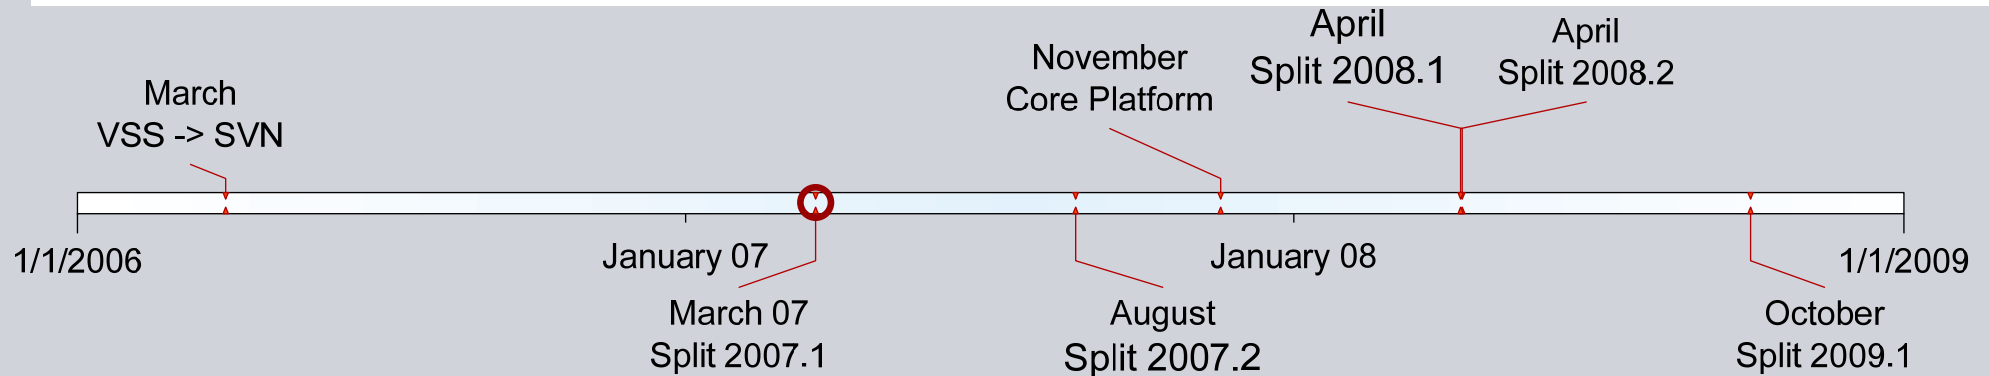 March
VSS -> SVN
November
Core Platform
April
Split 2008.1
April
Split 2008.2
1/1/2006
January 07
January 08
1/1/2009
March 07
Split 2007.1
August
Split 2007.2
October
Split 2009.1